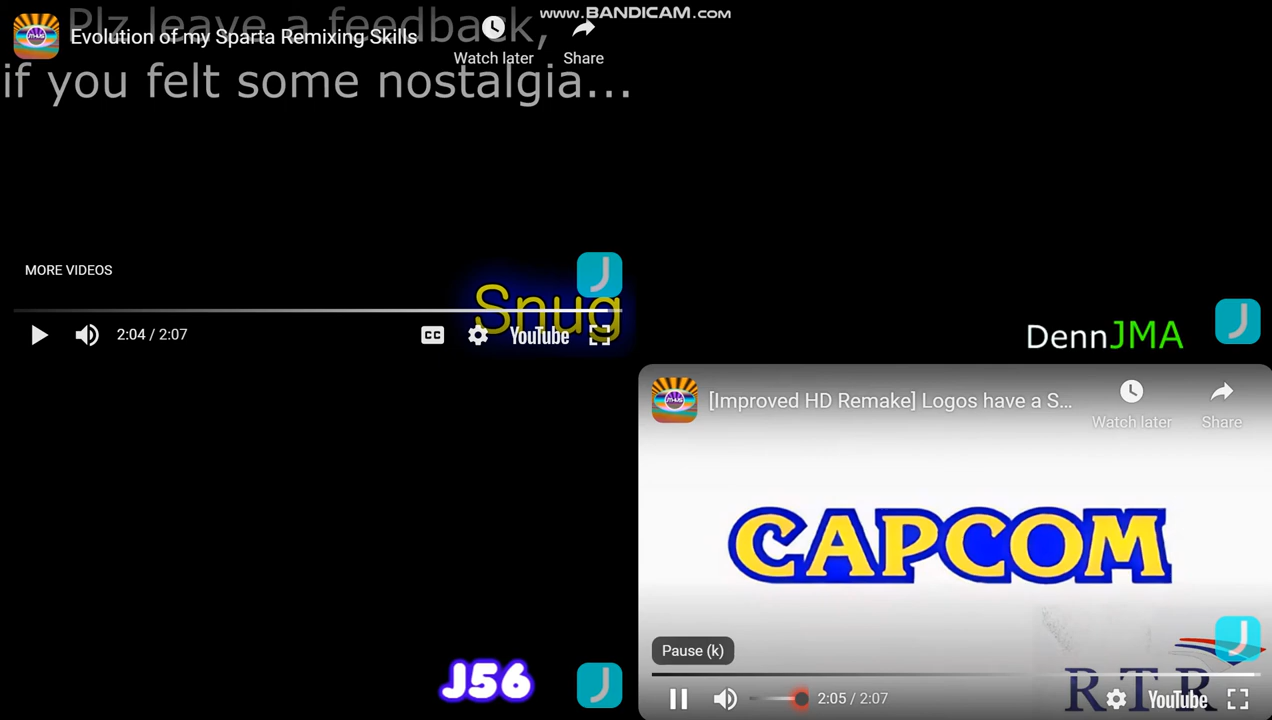 www.BANDICAM.com
Plz leave a feedback,
Evolution of my Sparta Remixing Skills
Watch later
Share
if you felt some nostalgia...
MORE VIDEOS
J
Snug
2:04 / 2:07
CC
YouTube
DennJMA
J
JTHUS
[Improved HD Remake] Logos have a S...
Watch later
Share
CAPCOM
Pause (k)
J
RTR
2:05 / 2:07
YouTube
J56
J